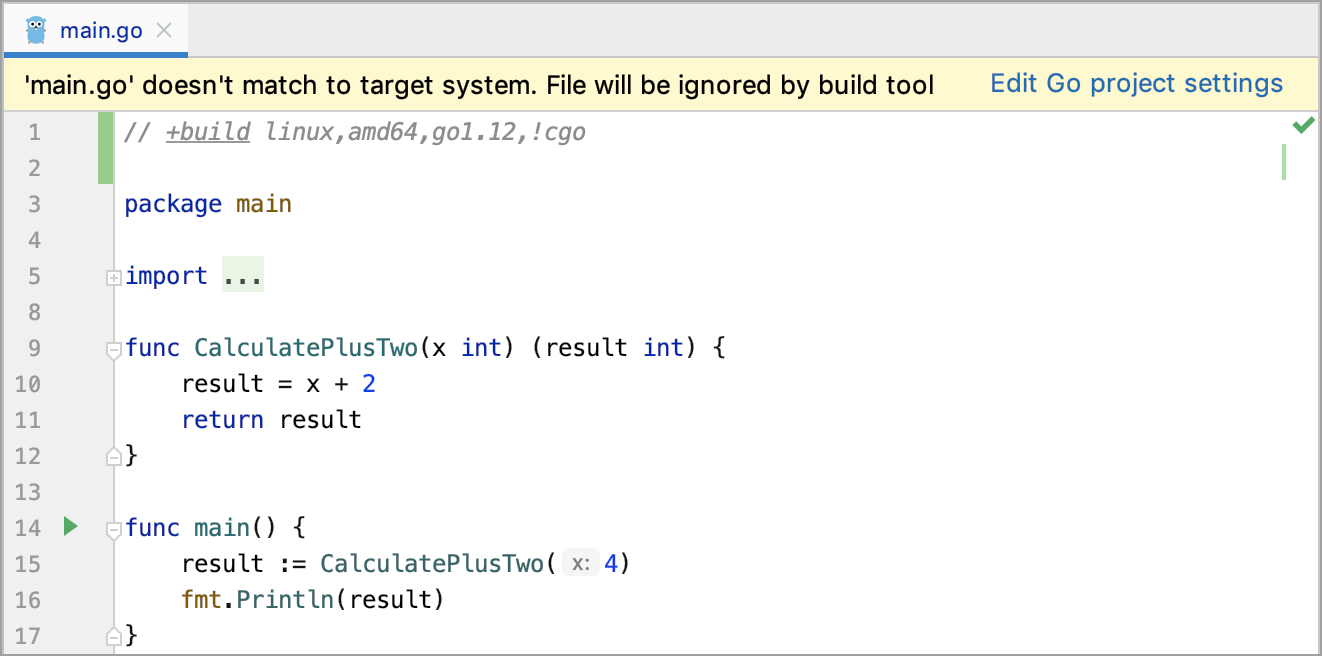 main.go
'main.go' doesn't match to target system. File will be ignored by build tool Edit Go project settings
1 // +build linux,amd64,go1.12,!cgo
2
3 package main
4
5 import ...
8
9 func CalculatePlusTwo(x int) (result int) {
10     result = x + 2
11     return result
12 }
13
14 func main() {
15     result := CalculatePlusTwo( x: 4)
16     fmt.Println(result)
17 }